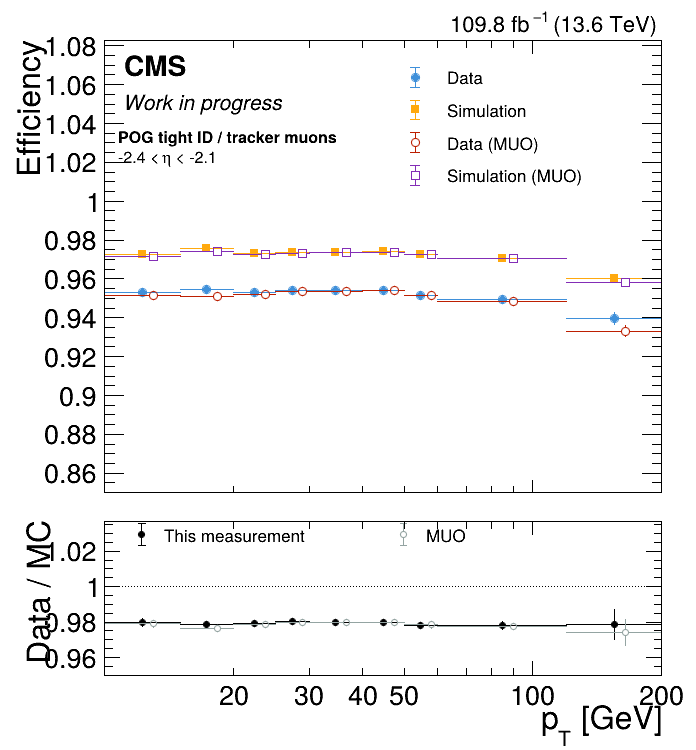 109.8 fb⁻¹ (13.6 TeV)
Efficiency
1.08
1.06
1.04
1.02
1
0.98
0.96
0.94
0.92
0.9
0.88
0.86
CMS
Work in progress
POG tight ID / tracker muons
-2.4 < η < -2.1
Data
Simulation
Data (MUO)
Simulation (MUO)
Data / MC
1.02
1
0.98
0.96
This measurement
MUO
20 30 40 50 100 200
p_T [GeV]